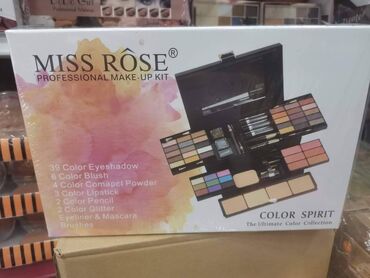 MISS RÔSE®
PROFESSIONAL MAKE-UP KIT
39 Color Eyeshadow
6 Color Blush
4 Color Comapct Powder
3 Color Lipstick
2 Color Pencil
2 Color Glitter
Eyeliner & Mascara
Brushes
COLOR SPIRIT
The Ultimate Color Collection